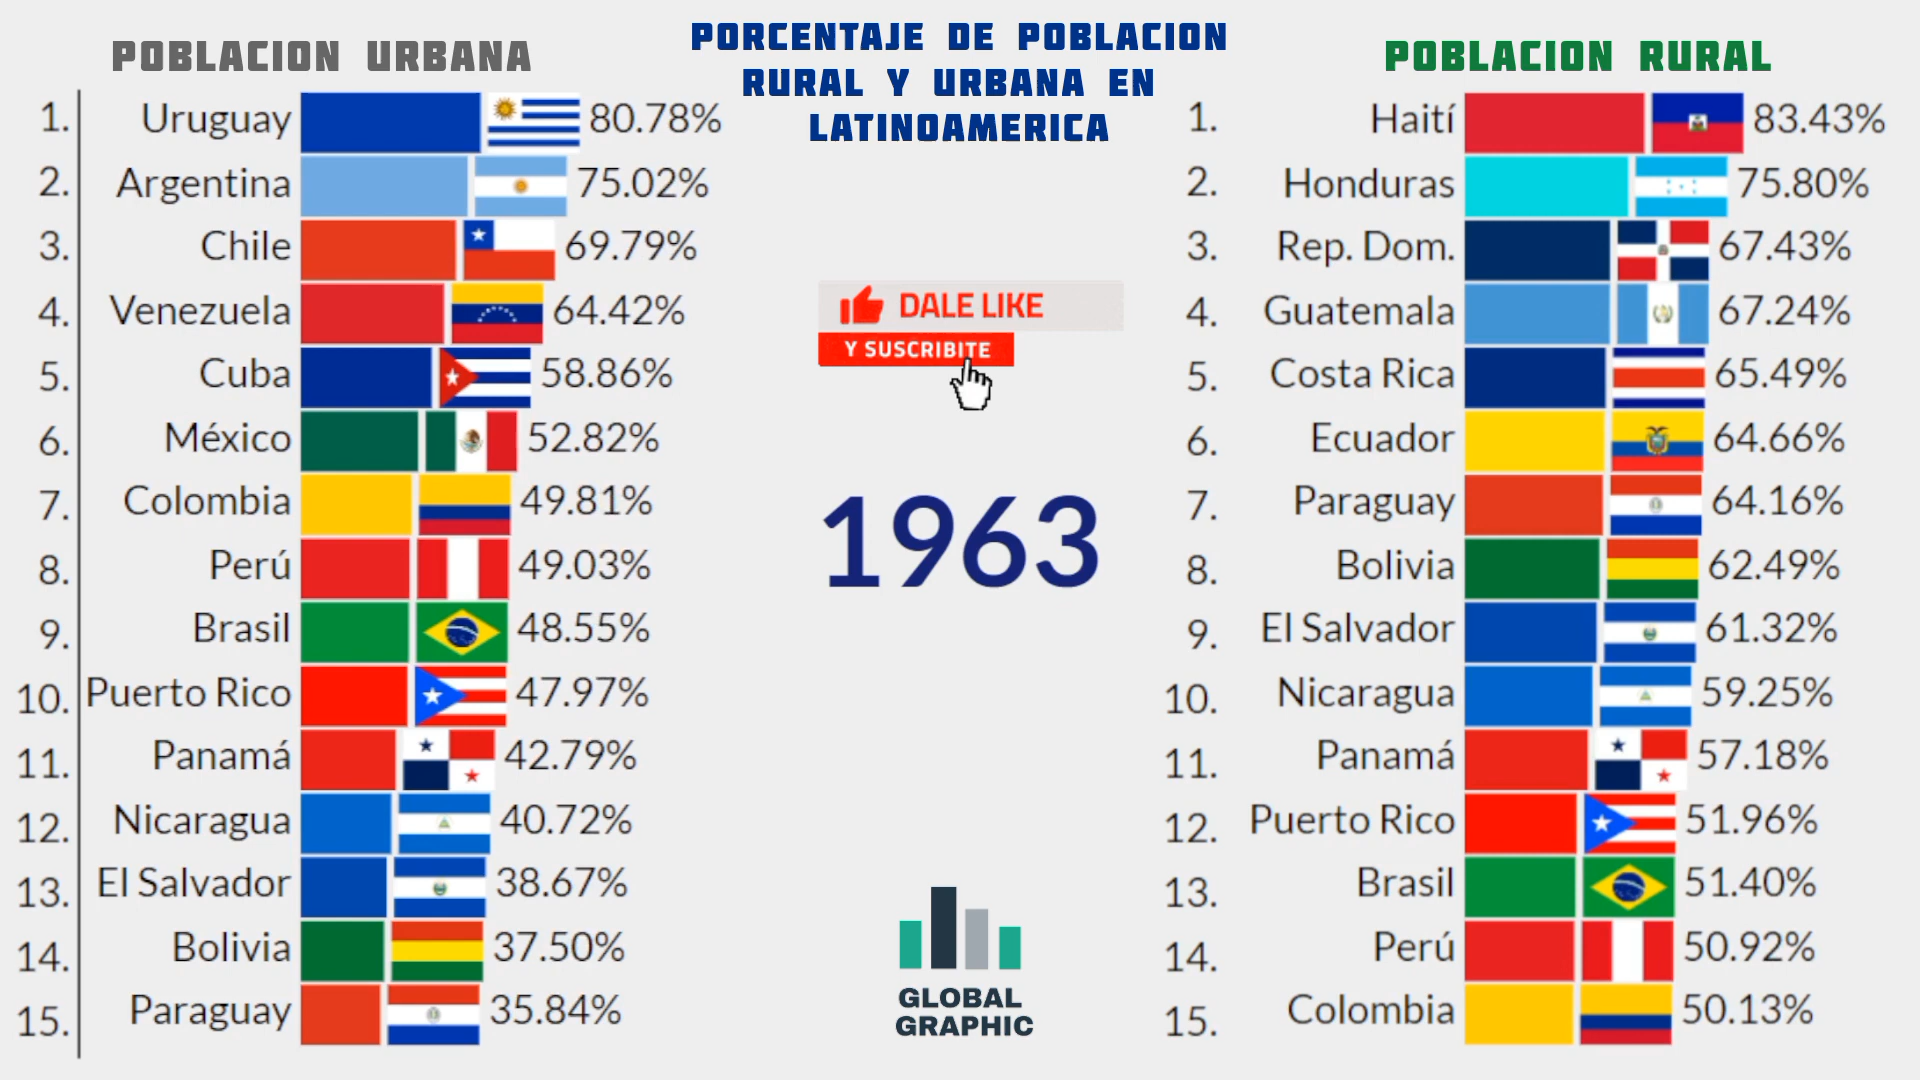 POBLACION URBANA
PORCENTAJE DE POBLACION
RURAL Y URBANA EN
LATINOAMERICA
POBLACION RURAL
1. Uruguay 80.78%
2. Argentina 75.02%
3. Chile 69.79%
4. Venezuela 64.42%
5. Cuba 58.86%
6. México 52.82%
7. Colombia 49.81%
8. Perú 49.03%
9. Brasil 48.55%
10. Puerto Rico 47.97%
11. Panamá 42.79%
12. Nicaragua 40.72%
13. El Salvador 38.67%
14. Bolivia 37.50%
15. Paraguay 35.84%
DALE LIKE
Y SUSCRIBITE
1963
GLOBAL
GRAPHIC
1. Haití 83.43%
2. Honduras 75.80%
3. Rep. Dom. 67.43%
4. Guatemala 67.24%
5. Costa Rica 65.49%
6. Ecuador 64.66%
7. Paraguay 64.16%
8. Bolivia 62.49%
9. El Salvador 61.32%
10. Nicaragua 59.25%
11. Panamá 57.18%
12. Puerto Rico 51.96%
13. Brasil 51.40%
14. Perú 50.92%
15. Colombia 50.13%